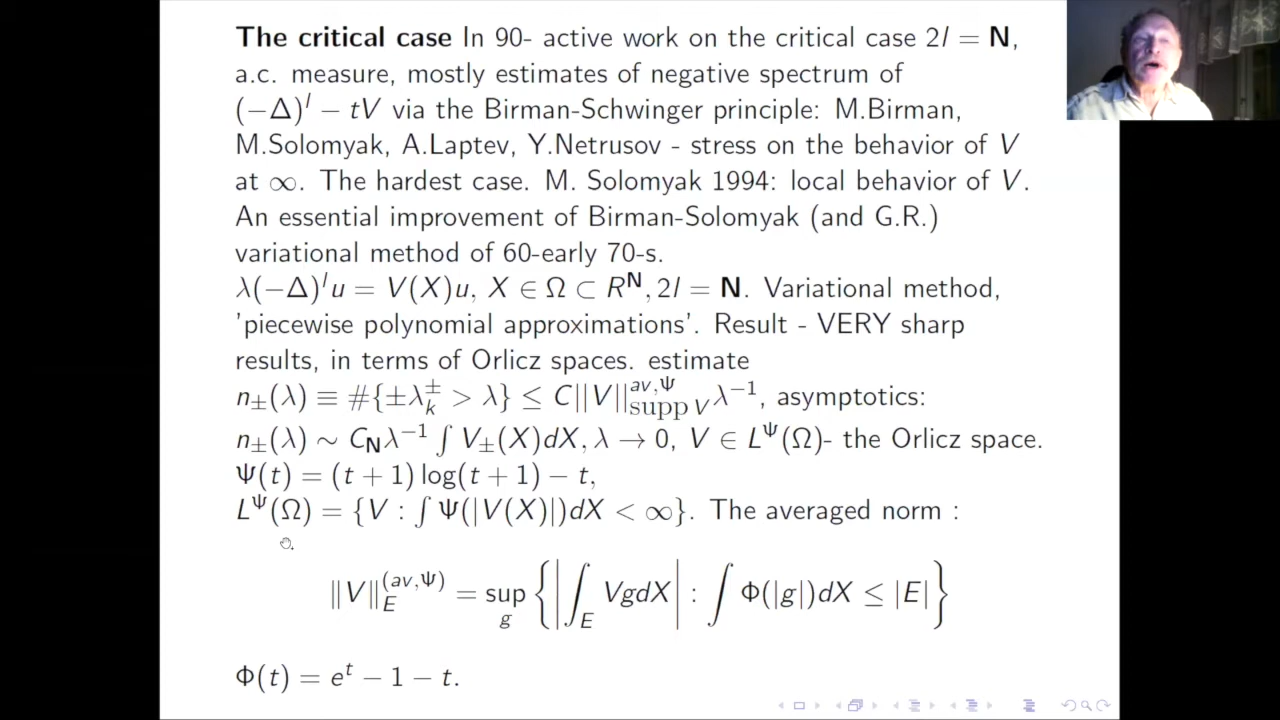 The critical case In 90- active work on the critical case 2l = N,
a.c. measure, mostly estimates of negative spectrum of
(−Δ)^l − tV via the Birman-Schwinger principle: M.Birman,
M.Solomyak, A.Laptev, Y.Netrusov - stress on the behavior of V
at ∞. The hardest case. M. Solomyak 1994: local behavior of V.
An essential improvement of Birman-Solomyak (and G.R.)
variational method of 60-early 70-s.
λ(−Δ)^l u = V(X)u, X ∈ Ω ⊂ R^N, 2l = N. Variational method,
'piecewise polynomial approximations'. Result - VERY sharp
results, in terms of Orlicz spaces. estimate
n_±(λ) ≡ #{±λ_k^± > λ} ≤ C||V||_{supp V}^{av,Ψ} λ^{−1}, asymptotics:
n_±(λ) ∼ C_N λ^{−1} ∫ V_±(X)dX, λ → 0, V ∈ L^Ψ(Ω)- the Orlicz space.
Ψ(t) = (t + 1) log(t + 1) − t,
L^Ψ(Ω) = {V : ∫ Ψ(|V(X)|)dX < ∞}. The averaged norm :
‖V‖_E^{(av,Ψ)} = sup_g { |∫_E VgdX| : ∫ Φ(|g|)dX ≤ |E| }
Φ(t) = e^t − 1 − t.